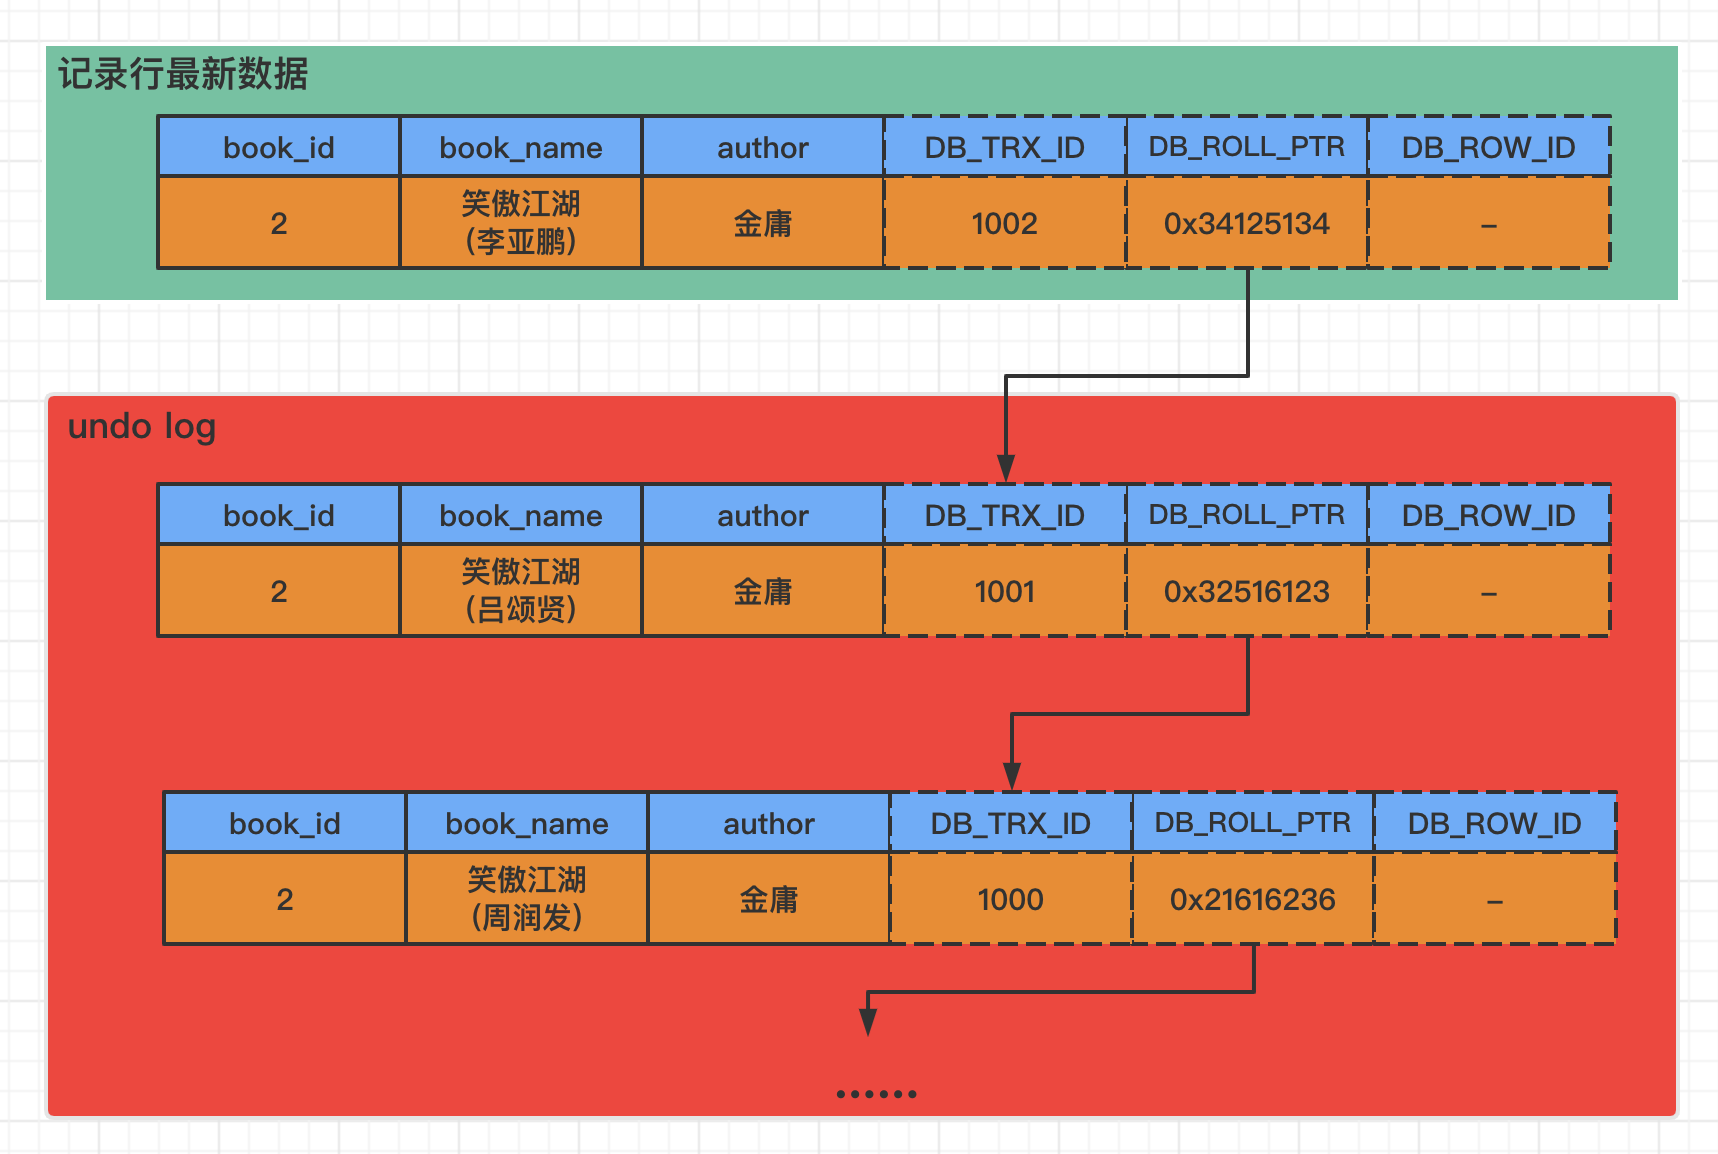 记录行最新数据
book_id book_name author DB_TRX_ID DB_ROLL_PTR DB_ROW_ID
2 笑傲江湖 金庸 1002 0x34125134 –
(李亚鹏)
undo log
book_id book_name author DB_TRX_ID DB_ROLL_PTR DB_ROW_ID
2 笑傲江湖 金庸 1001 0x32516123 –
(吕颂贤)
book_id book_name author DB_TRX_ID DB_ROLL_PTR DB_ROW_ID
2 笑傲江湖 金庸 1000 0x21616236 –
(周润发)
······